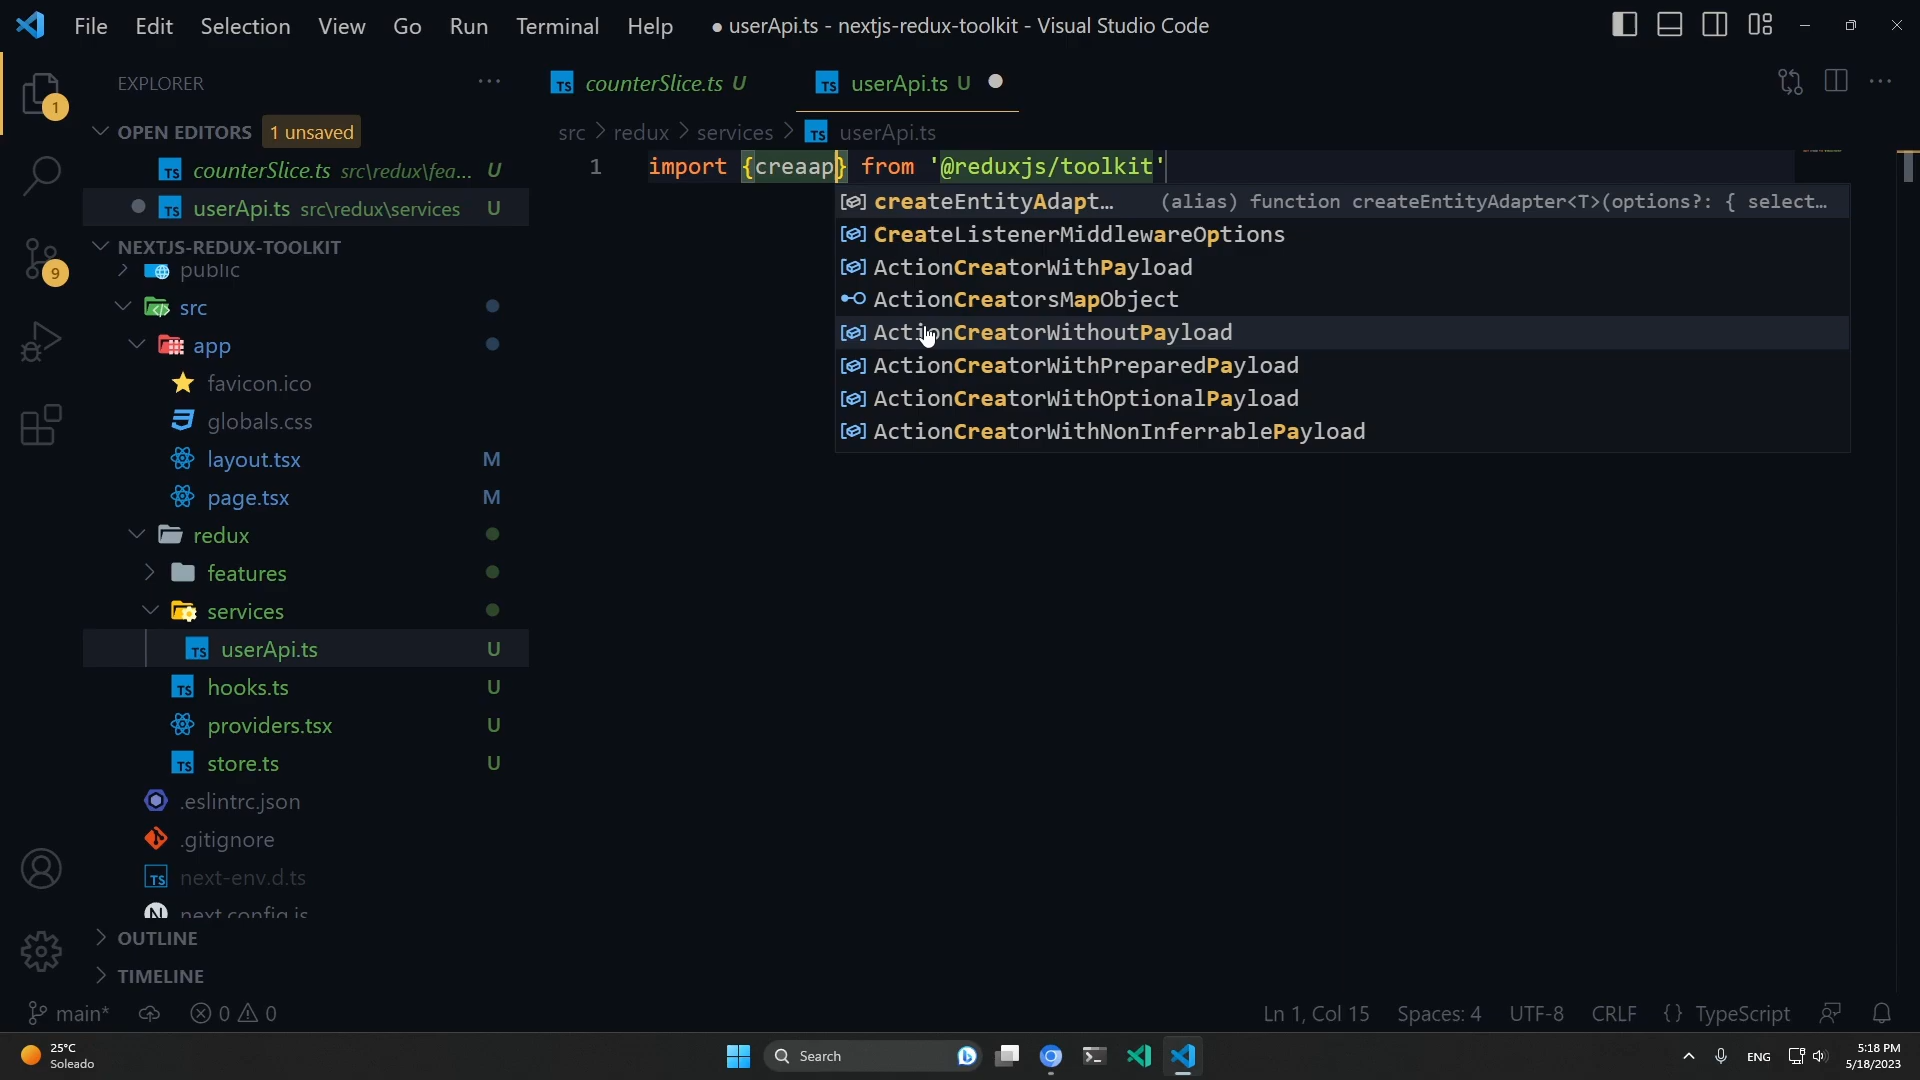 File Edit Selection View Go Run Terminal Help ● userApi.ts - nextjs-redux-toolkit - Visual Studio Code
EXPLORER ···
1
OPEN EDITORS 1 unsaved
counterSlice.ts src\redux\fea... U
userApi.ts src\redux\services U
NEXTJS-REDUX-TOOLKIT
9
public
src
app
favicon.ico
globals.css
layout.tsx M
page.tsx M
redux
features
services
userApi.ts U
hooks.ts U
providers.tsx U
store.ts U
.eslintrc.json
.gitignore
next-env.d.ts
next.config.js
OUTLINE
TIMELINE
counterSlice.ts U
userApi.ts U ●
src > redux > services > userApi.ts
1 import {creaap} from '@reduxjs/toolkit'
createEntityAdapt… (alias) function createEntityAdapter<T>(options?: { select…
CreateListenerMiddlewareOptions
ActionCreatorWithPayload
ActionCreatorsMapObject
ActionCreatorWithoutPayload
ActionCreatorWithPreparedPayload
ActionCreatorWithOptionalPayload
ActionCreatorWithNonInferrablePayload
main* 0 0 Ln 1, Col 15 Spaces: 4 UTF-8 CRLF {} TypeScript
25°C
Soleado
Search
ENG
5:18 PM
5/18/2023